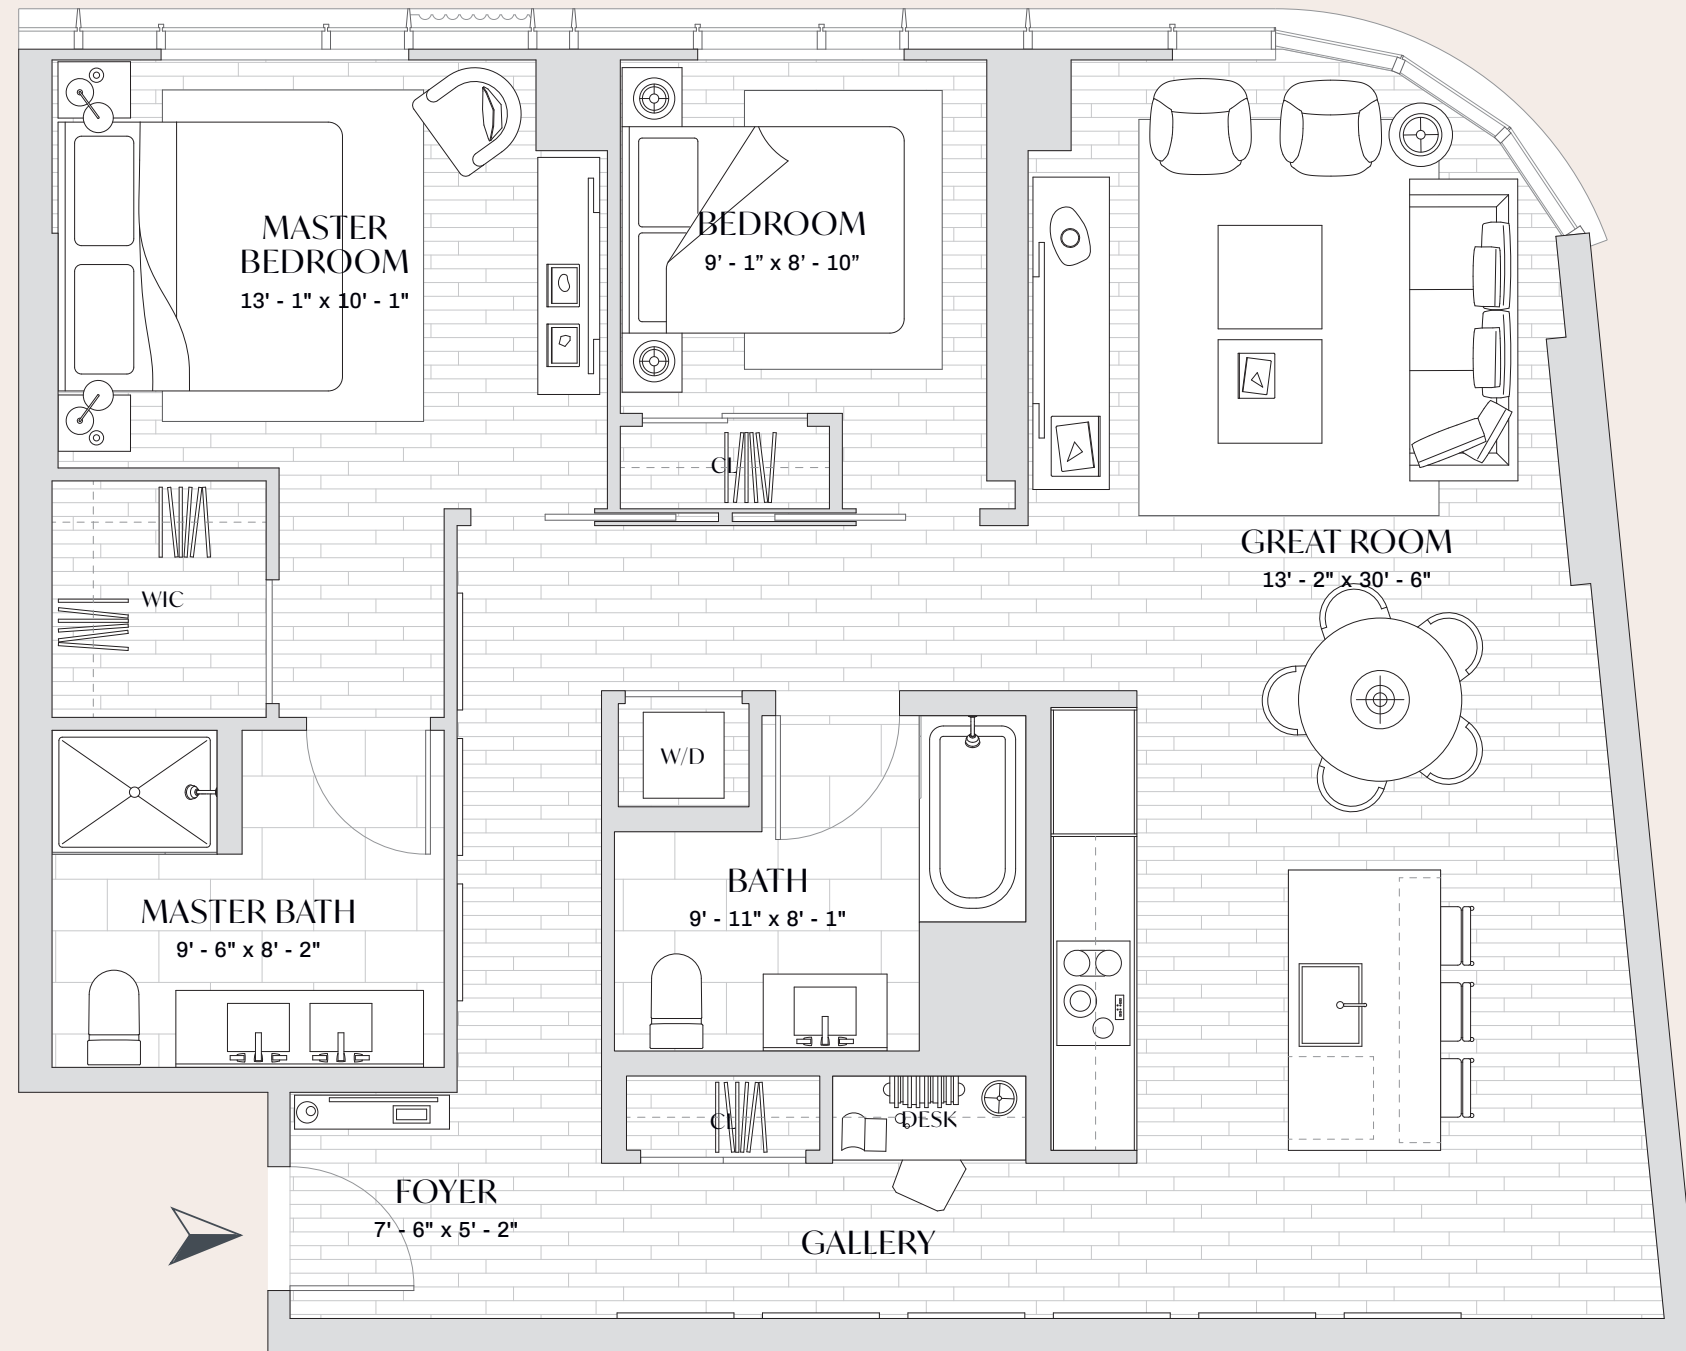 MASTER
BEDROOM
13' - 1" x 10' - 1"
BEDROOM
9' - 1” x 8’ - 10”
CL
GREAT ROOM
13' - 2" x 30' - 6"
WIC
W/D
MASTER BATH
9' - 6" x 8' - 2"
BATH
9' - 11" x 8' - 1"
CL
DESK
FOYER
7' - 6" x 5' - 2"
GALLERY